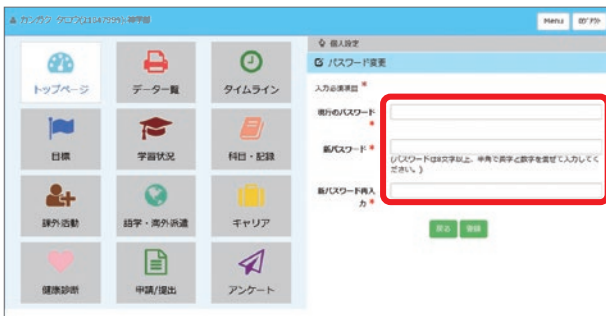 Menu ログアウト
個人設定
パスワード変更
入力必須項目 *
現行のパスワード *
新パスワード *
(パスワードは8文字以上、半角で英字と数字を混ぜて入力してください。)
新パスワード再入力 *
戻る 登録
トップページ データ一覧 タイムライン
目標 学習状況 科目・記録
課外活動 語学・海外派遣 キャリア
健康診断 申請/提出 アンケート